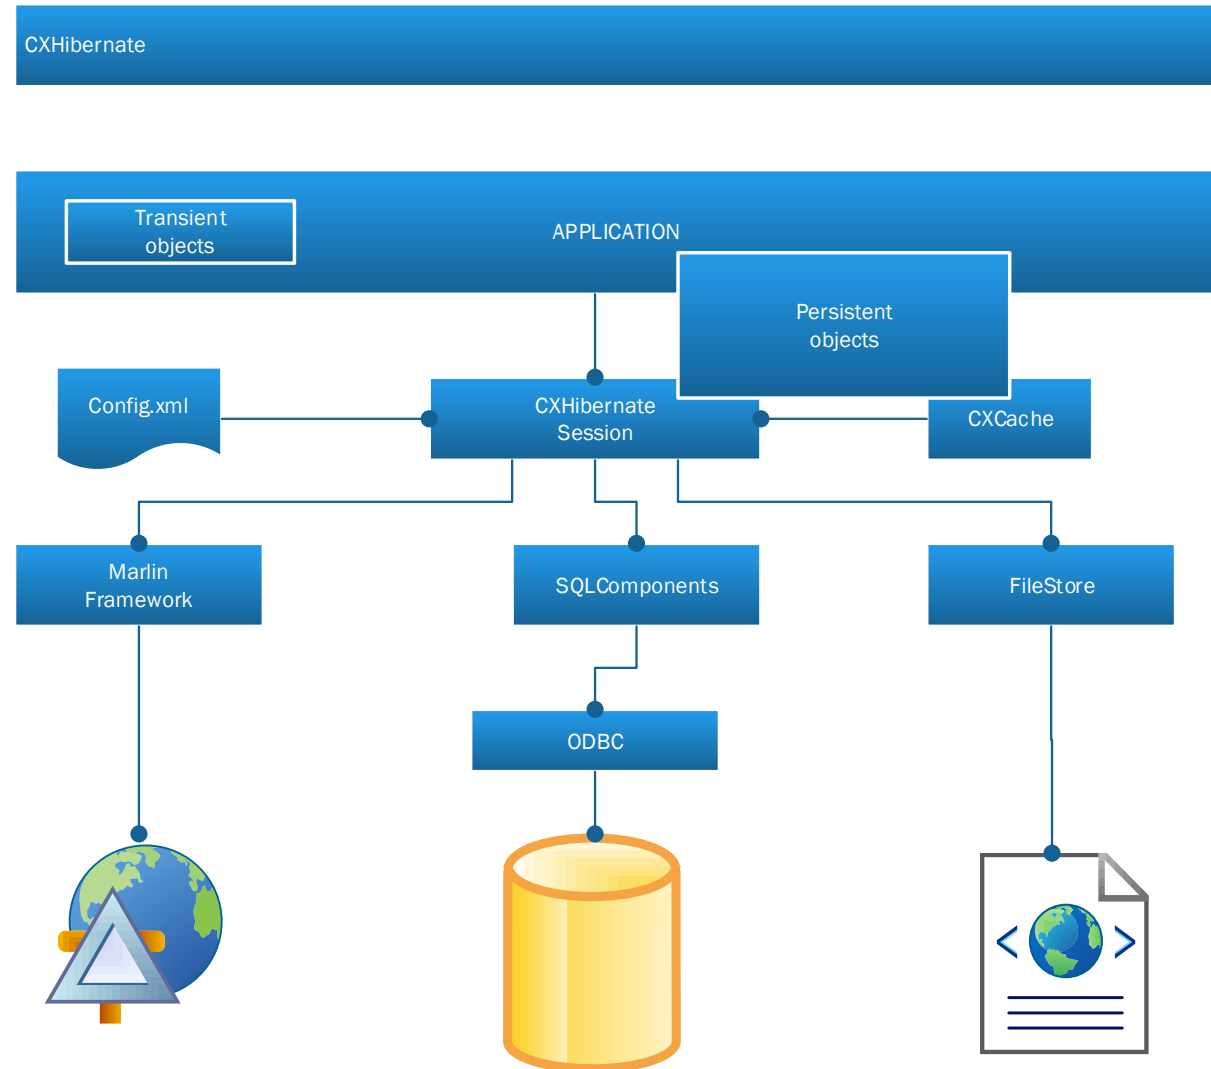 CXHibernate
Transient
objects
APPLICATION
Persistent
objects
Config.xml
CXHibernate
Session
CXCache
Marlin
Framework
SQLComponents
FileStore
ODBC